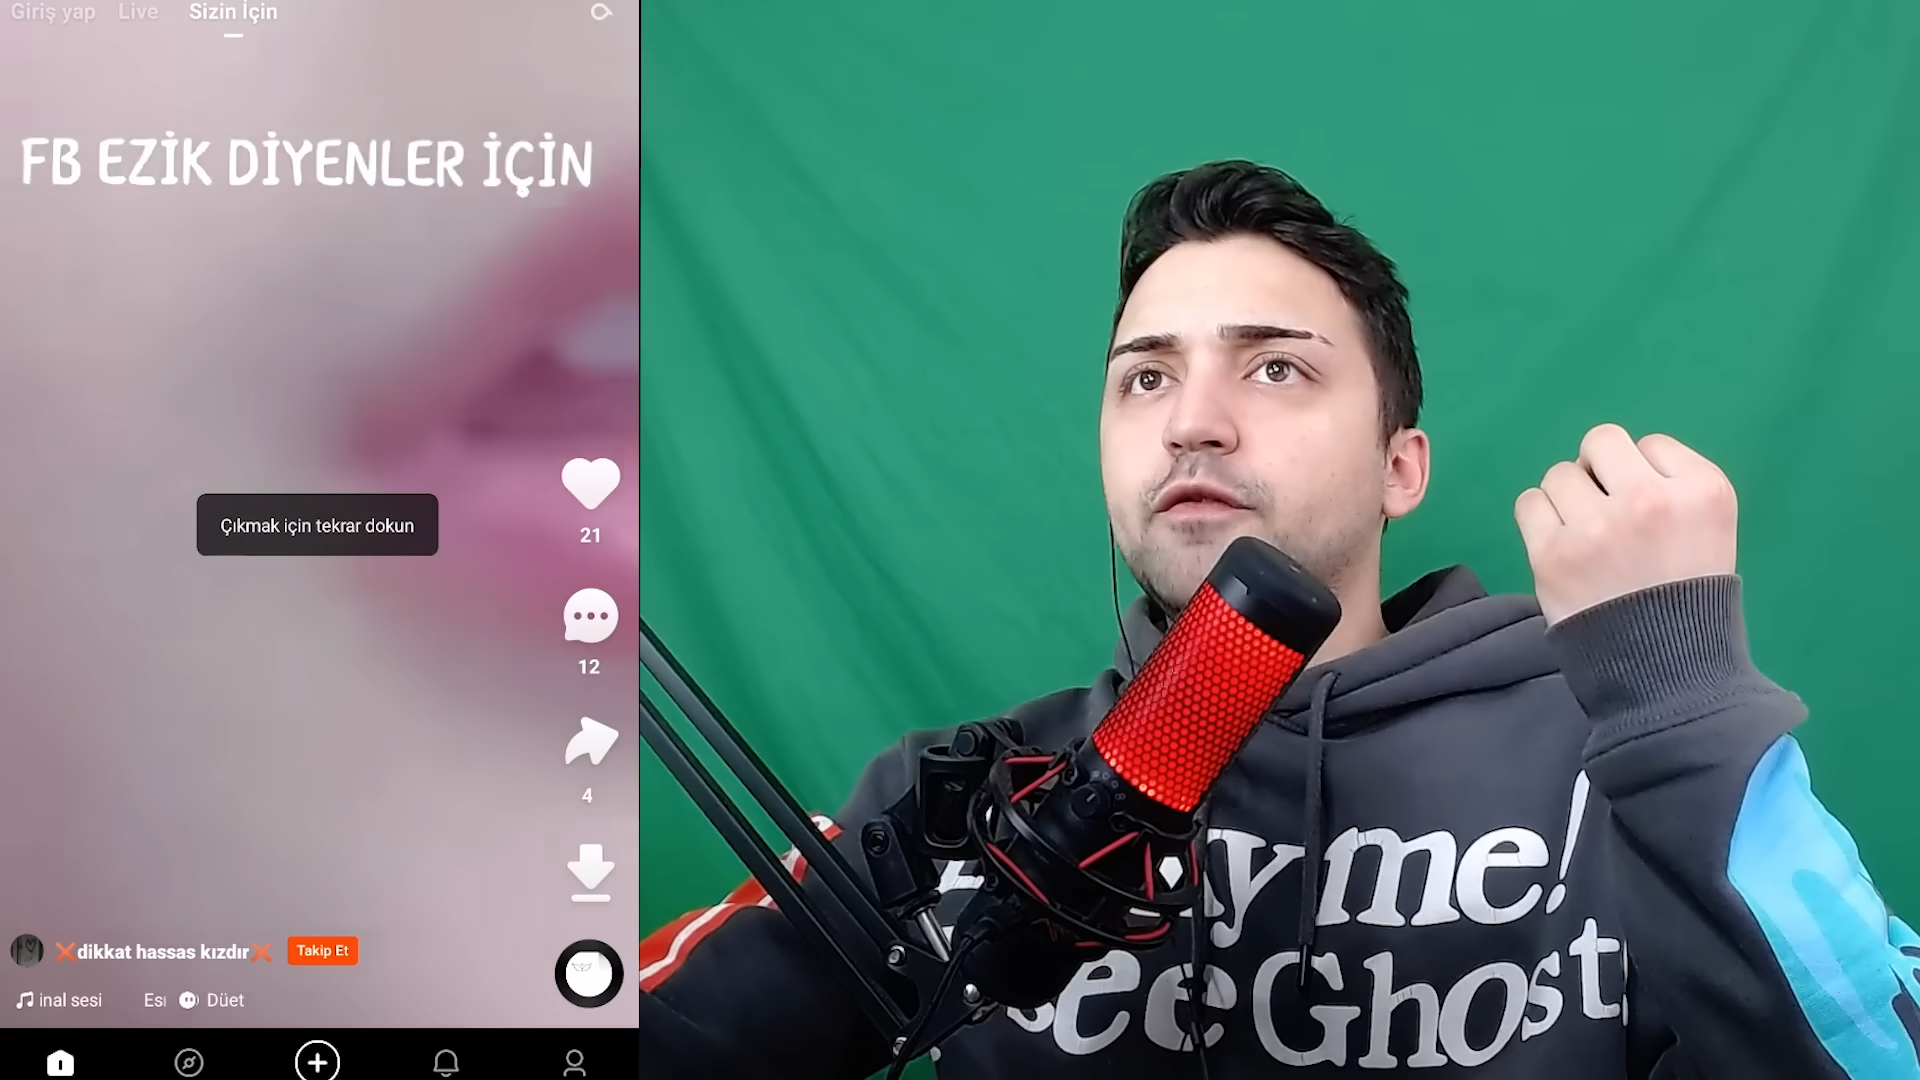 Giriş yap Live Sizin İçin
FB EZİK DİYENLER İÇİN
Çıkmak için tekrar dokun
21
12
4
dikkat hassas kızdır Takip Et
inal sesi Düet
me!
Ghost